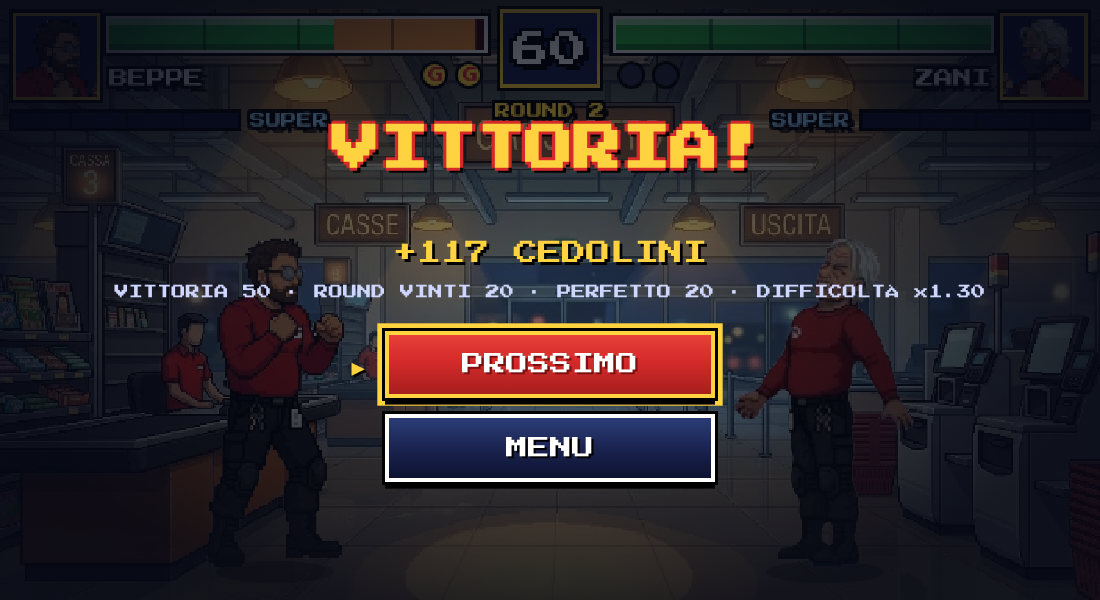 60
BEPPE
G G
ZANI
ROUND 2
SUPER
SUPER
VITTORIA!
CASSA
3
CASSE
USCITA
+117 CEDOLINI
VITTORIA 50 · ROUND VINTI 20 · PERFETTO 20 · DIFFICOLTÀ x1.30
PROSSIMO
MENU